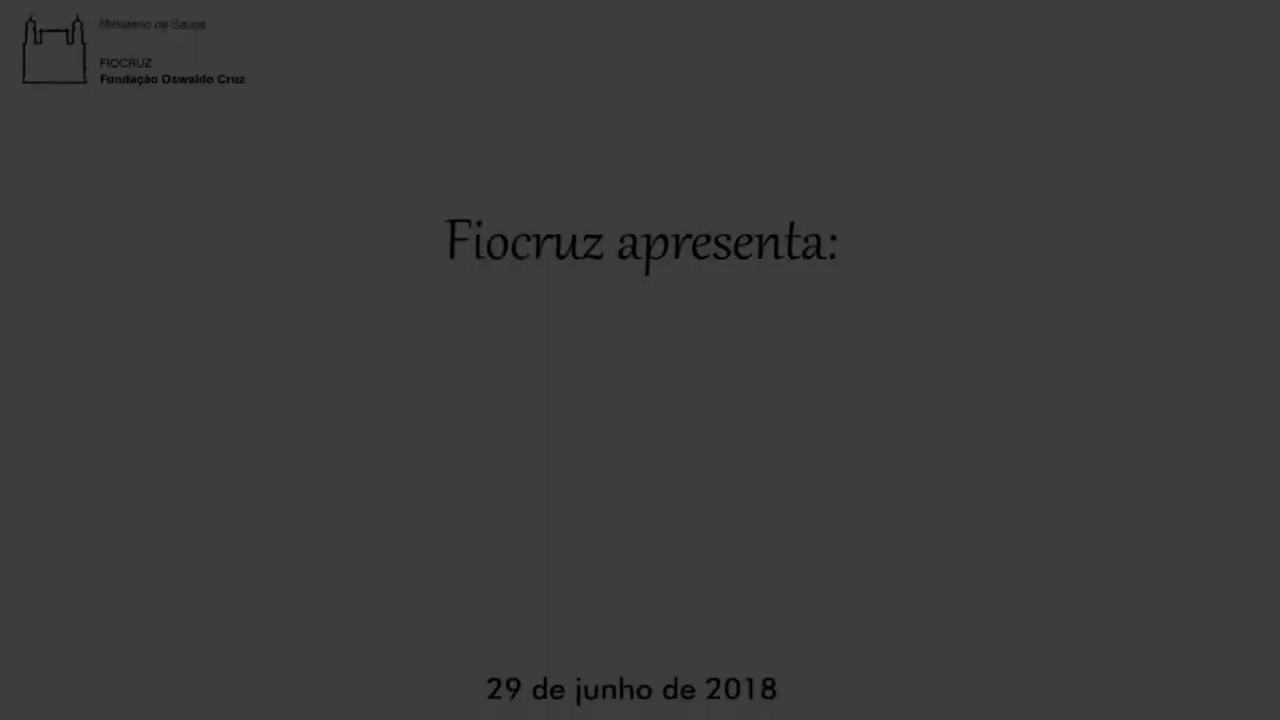 Ministério da Saúde
FIOCRUZ
Fundação Oswaldo Cruz
Fiocruz apresenta:
29 de junho de 2018